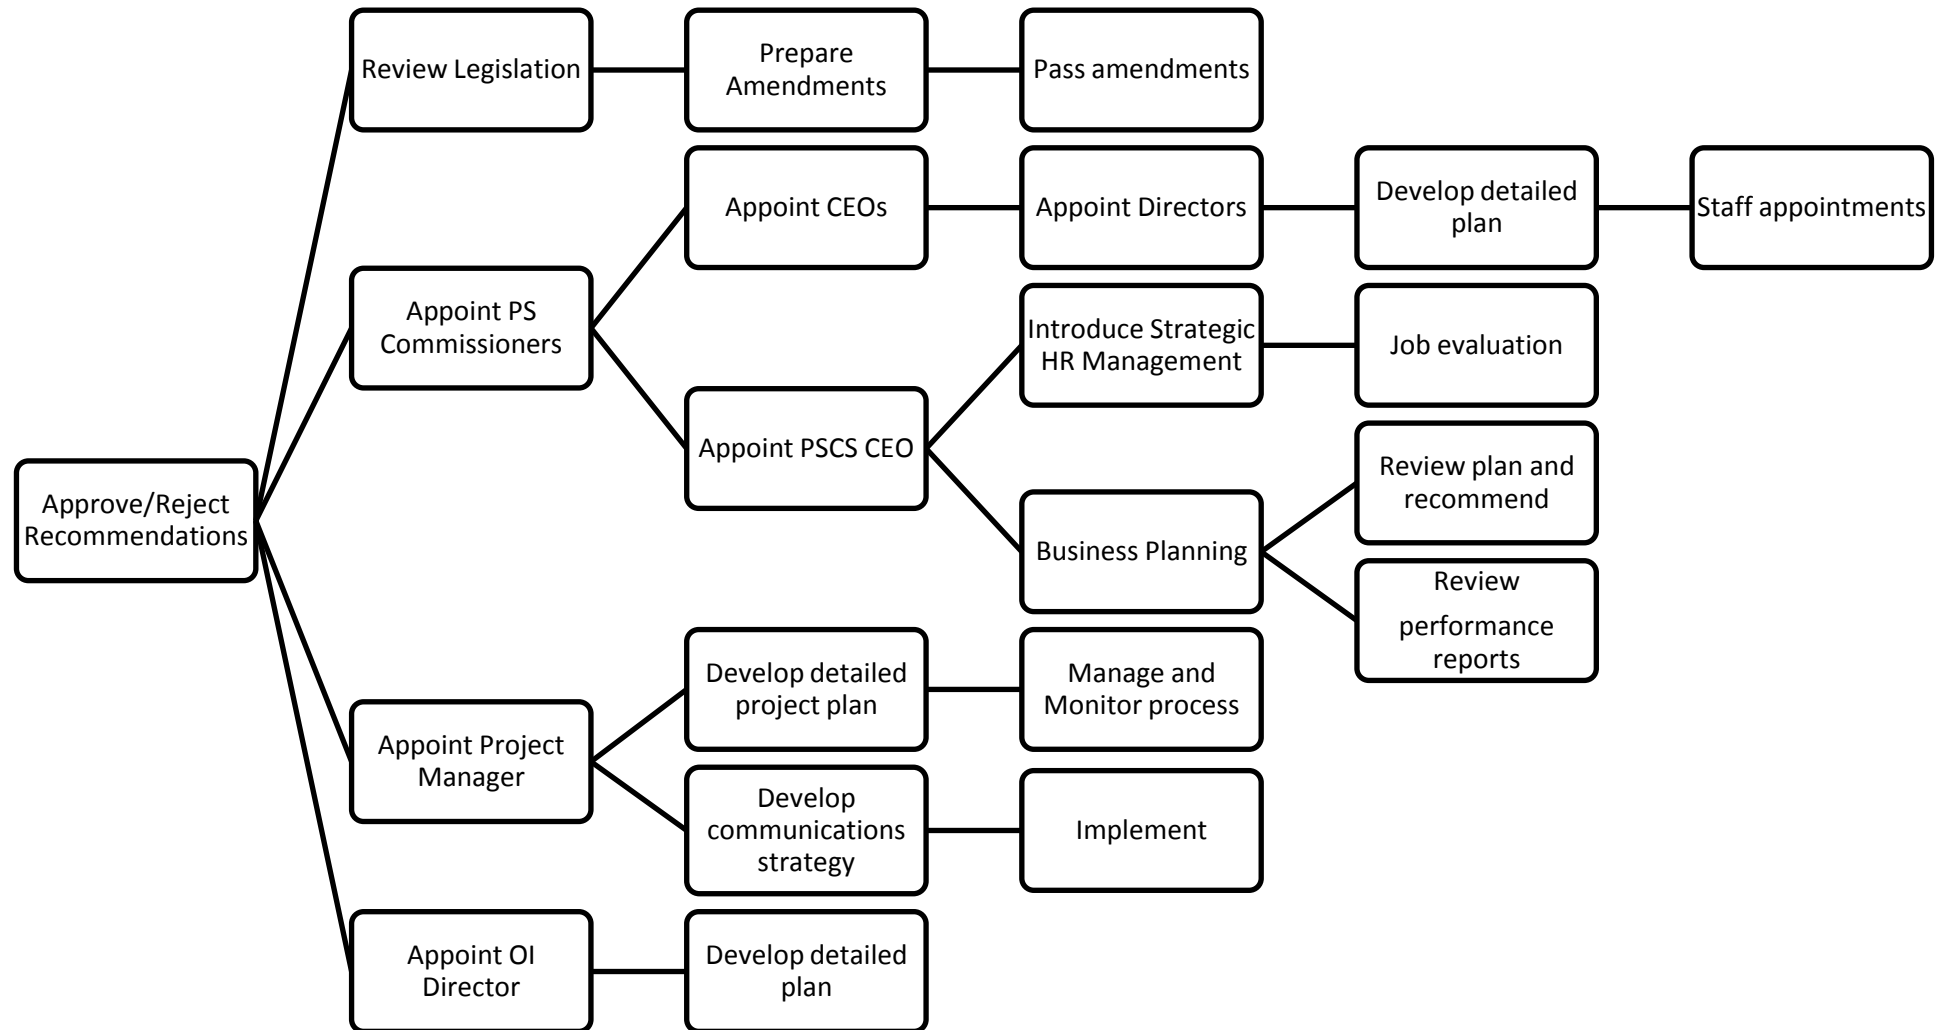 Review Legislation
Prepare
Amendments
Pass amendments
Appoint CEOs
Appoint Directors
Develop detailed
plan
Staff appointments
Appoint PS
Commissioners
Introduce Strategic
HR Management
Job evaluation
Appoint PSCS CEO
Review plan and
recommend
Approve/Reject
Recommendations
Business Planning
Review
performance
reports
Develop detailed
project plan
Manage and
Monitor process
Appoint Project
Manager
Develop
communications
strategy
Implement
Appoint OI
Director
Develop detailed
plan